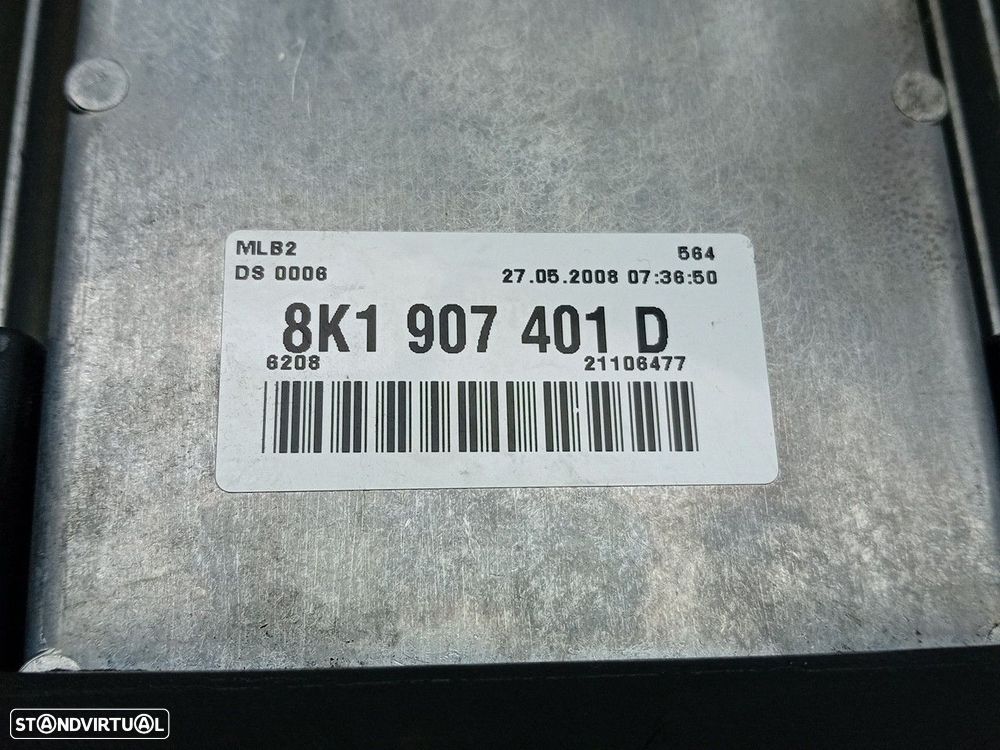 MLB2 564
DS 0006 27.05.2008 07:36:50
8K1 907 401 D
6208 21106477
STANDVIRTUAL